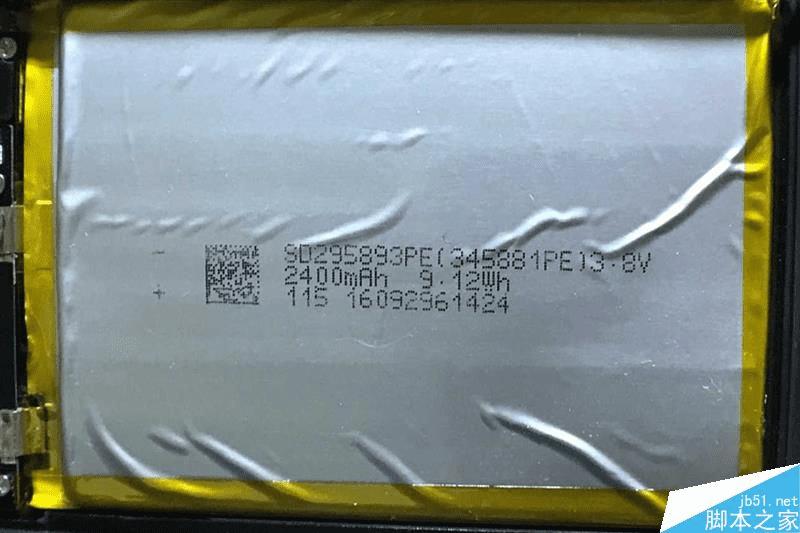 SD295893PE(345881PE)3.8V
2400mAh 9.12Wh
115 16092961424
-
+
jb51.net
脚本之家